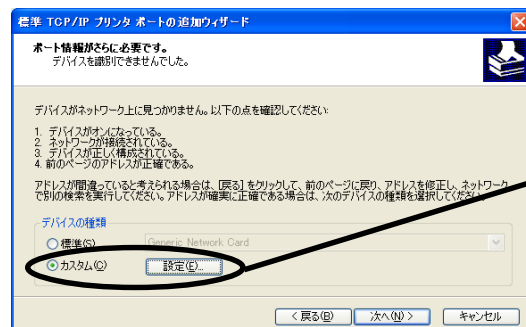 標準 TCP/IP プリンタ ポートの追加ウィザード
ポート情報がさらに必要です。
デバイスを識別できませんでした。
デバイスがネットワーク上に見つかりません。以下の点を確認してください:
1. デバイスがオンになっている。
2. ネットワークが接続されている。
3. デバイスが正しく構成されている。
4. 前のページのアドレスが正確である。
アドレスが間違っていると考えられる場合は、[戻る] をクリックして、前のページに戻り、アドレスを修正し、ネットワーク
で別の検索を実行してください。アドレスが確実に正確である場合は、次のデバイスの種類を選択してください。
デバイスの種類
標準(S) Generic Network Card
カスタム(C) 設定(E)...
< 戻る(B) 次へ(N) > キャンセル